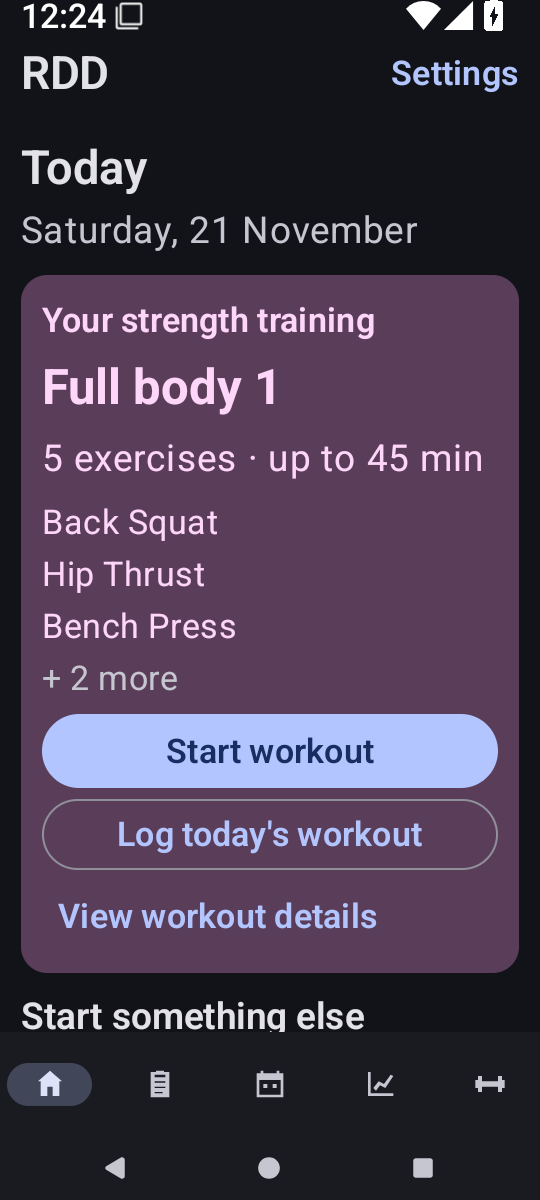 12:24
RDD
Settings
Today
Saturday, 21 November
Your strength training
Full body 1
5 exercises · up to 45 min
Back Squat
Hip Thrust
Bench Press
+ 2 more
Start workout
Log today's workout
View workout details
Start something else